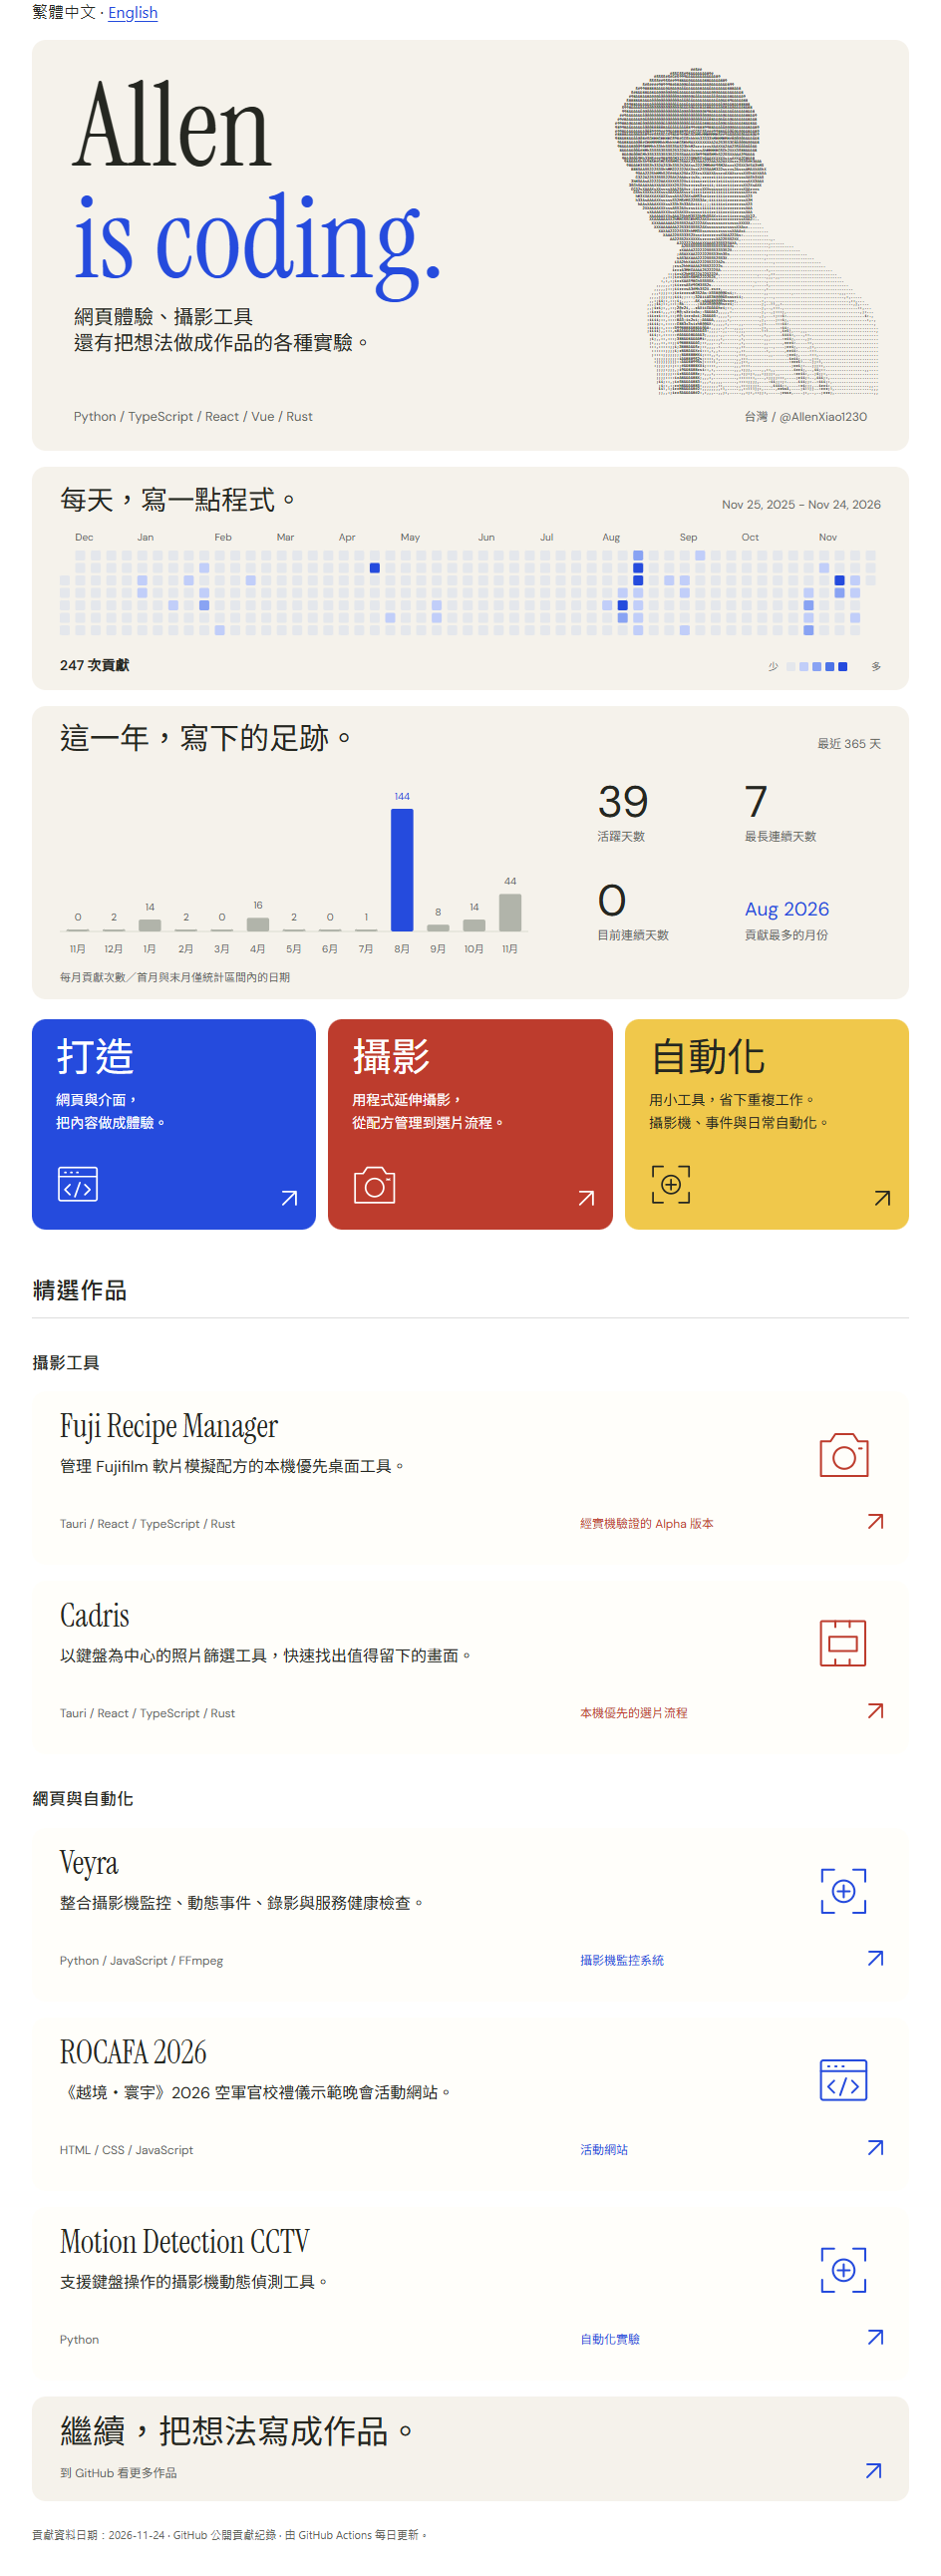 繁體中文 · English
Allen
is coding.
網頁體驗、攝影工具
還有把想法做成作品的各種實驗。
Python / TypeScript / React / Vue / Rust
台灣 / @AllenXiao1230
每天，寫一點程式。
Nov 25, 2025 – Nov 24, 2026
Dec Jan Feb Mar Apr May Jun Jul Aug Sep Oct Nov
247 次貢獻
少 多
這一年，寫下的足跡。
最近 365 天
0 2 14 2 0 16 2 0 1 144 8 14 44
11月 12月 1月 2月 3月 4月 5月 6月 7月 8月 9月 10月 11月
每月貢獻次數／首月與末月僅統計區間內的日期
39
活躍天數
7
最長連續天數
0
目前連續天數
Aug 2026
貢獻最多的月份
打造
網頁與介面，
把內容做成體驗。
攝影
用程式延伸攝影，
從配方管理到選片流程。
自動化
用小工具，省下重複工作。
攝影機、事件與日常自動化。
精選作品
攝影工具
Fuji Recipe Manager
管理 Fujifilm 軟片模擬配方的本機優先桌面工具。
Tauri / React / TypeScript / Rust
經實機驗證的 Alpha 版本
Cadris
以鍵盤為中心的照片篩選工具，快速找出值得留下的畫面。
Tauri / React / TypeScript / Rust
本機優先的選片流程
網頁與自動化
Veyra
整合攝影機監控、動態事件、錄影與服務健康檢查。
Python / JavaScript / FFmpeg
攝影機監控系統
ROCAFA 2026
《越境・寰宇》2026 空軍官校禮儀示範晚會活動網站。
HTML / CSS / JavaScript
活動網站
Motion Detection CCTV
支援鍵盤操作的攝影機動態偵測工具。
Python
自動化實驗
繼續，把想法寫成作品。
到 GitHub 看更多作品
貢獻資料日期：2026-11-24 · GitHub 公開貢獻紀錄 · 由 GitHub Actions 每日更新。